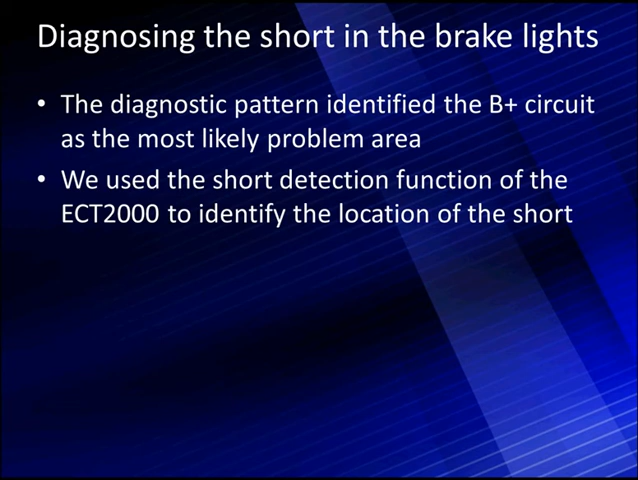 Diagnosing the short in the brake lights
• The diagnostic pattern identified the B+ circuit
as the most likely problem area
• We used the short detection function of the
ECT2000 to identify the location of the short